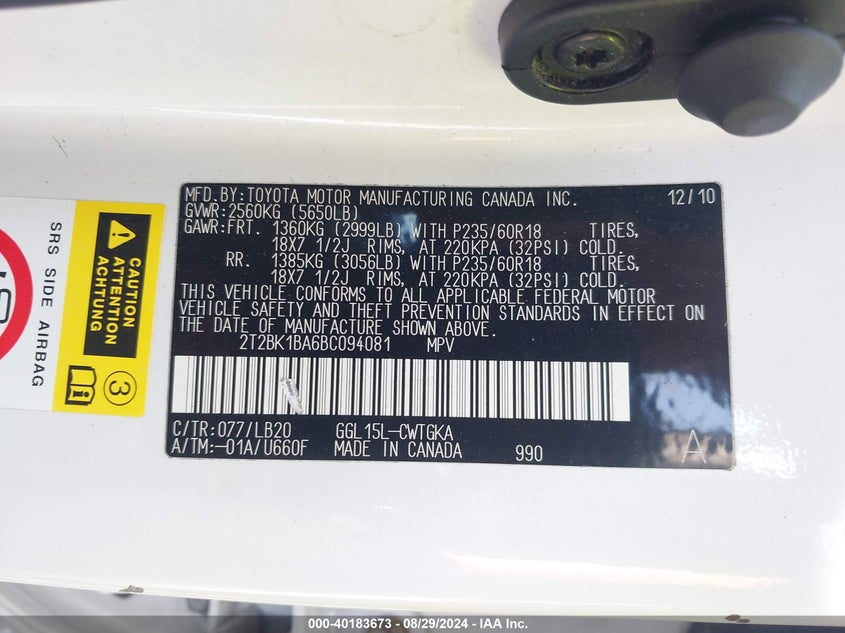 MFD.BY:TOYOTA MOTOR MANUFACTURING CANADA INC. 12/10
GVWR:2560KG (5650LB)
GAWR:FRT. 1360KG (2999LB) WITH P235/60R18 TIRES,
18X7 1/2J RIMS, AT 220KPA (32PSI) COLD.
RR. 1385KG (3056LB) WITH P235/60R18 TIRES,
18X7 1/2J RIMS, AT 220KPA (32PSI) COLD.
THIS VEHICLE CONFORMS TO ALL APPLICABLE FEDERAL MOTOR
VEHICLE SAFETY AND THEFT PREVENTION STANDARDS IN EFFECT ON
THE DATE OF MANUFACTURE SHOWN ABOVE.
2T2BK1BA6BC094081 MPV
C/TR:077/LB20 GGL15L-CWTGKA
A/TM:-01A/U660F MADE IN CANADA 990 A
SRS SIDE AIRBAG
CAUTION
ATTENTION
ACHTUNG
3
000-40183673 - 08/29/2024 - IAA Inc.